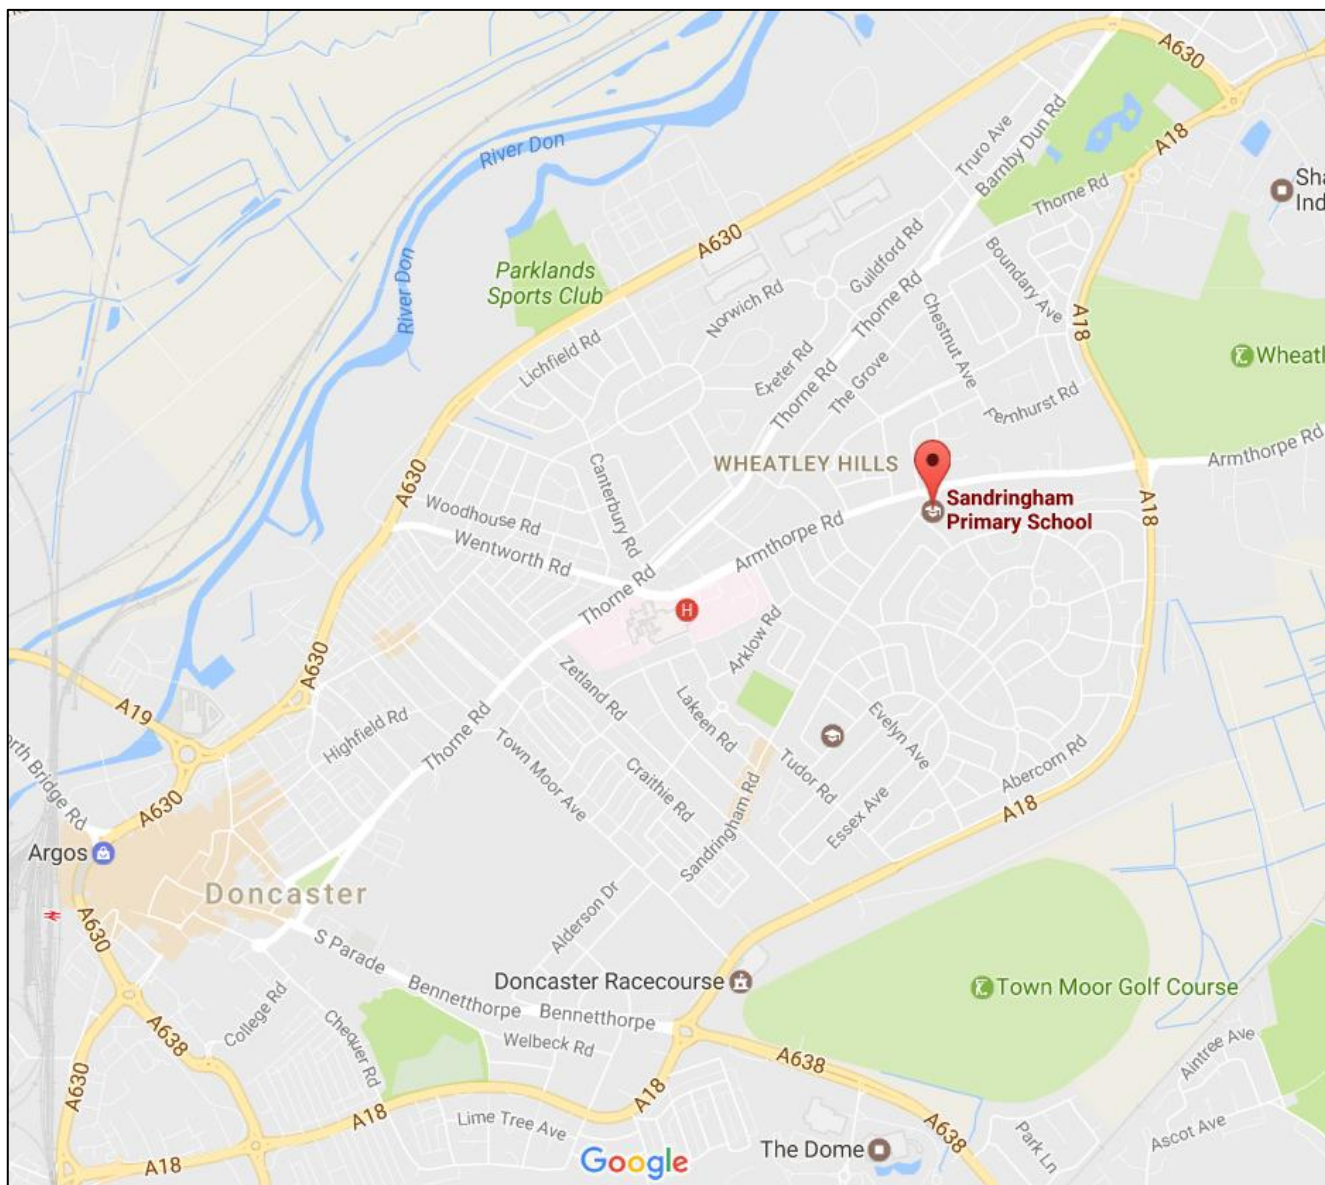 A630
A18
Truro Ave
Barnby Dun Rd
River Don
Thorne Rd
Sha
Ind
A630
Guildford Rd
Boundary Ave
River Don
Parklands
Sports Club
Norwich Rd
Thorne Rd
Chestnut Ave
A18
Lichfield Rd
Exeter Rd
Thorne Rd
The Grove
Fernhurst Rd
Wheatl
Armthorpe Rd
WHEATLEY HILLS
A630
Canterbury Rd
Woodhouse Rd
Wentworth Rd
Sandringham
Primary School
A18
Armthorpe Rd
Thorne Rd
H
Arklow Rd
A630
Zetland Rd
Lakeen Rd
A19
Highfield Rd
Thorne Rd
Town Moor Ave
Craithie Rd
Tudor Rd
Evelyn Ave
Abercorn Rd
orth Bridge Rd
A630
Sandringham Rd
Essex Ave
A18
Argos
Doncaster
Alderson Dr
A630
S Parade
Bennetthorpe
Bennetthorpe
Doncaster Racecourse
Town Moor Golf Course
College Rd
Chequer Rd
A638
Welbeck Rd
A638
Aintree Ave
A630
A18
A18
Lime Tree Ave
A638
Park Ln
Ascot Ave
A18
Google
The Dome